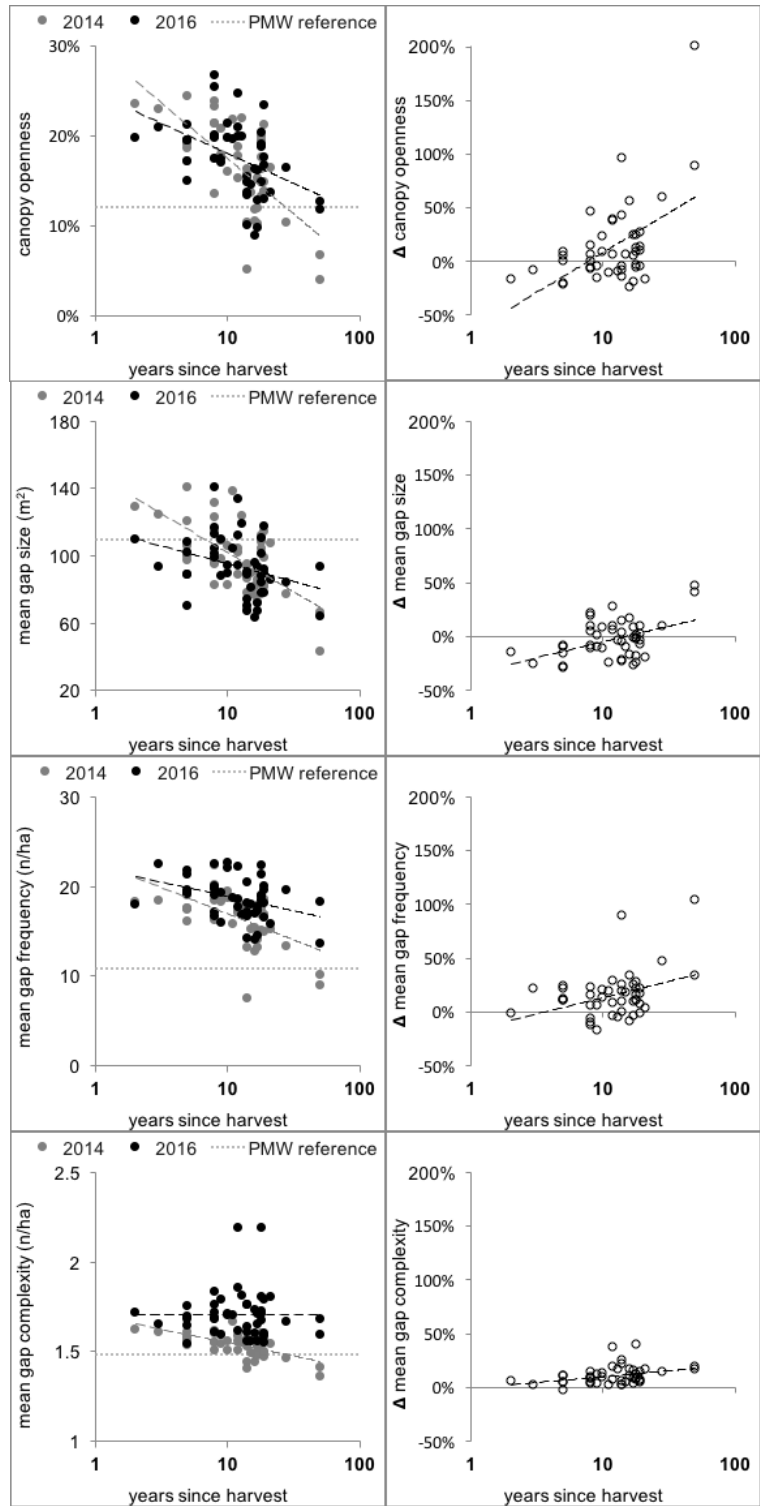 2014 2016 PMW reference
30%
20%
10%
0%
canopy openness
1 10 100
years since harvest
200%
150%
100%
50%
0%
-50%
Δ canopy openness
1 10 100
years since harvest
2014 2016 PMW reference
180
140
100
60
20
mean gap size (m²)
1 10 100
years since harvest
200%
150%
100%
50%
0%
-50%
Δ mean gap size
1 10 100
years since harvest
2014 2016 PMW reference
30
20
10
0
mean gap frequency (n/ha)
1 10 100
years since harvest
200%
150%
100%
50%
0%
-50%
Δ mean gap frequency
1 10 100
years since harvest
2014 2016 PMW reference
2.5
2
1.5
1
mean gap complexity (n/ha)
1 10 100
years since harvest
200%
150%
100%
50%
0%
-50%
Δ mean gap complexity
1 10 100
years since harvest